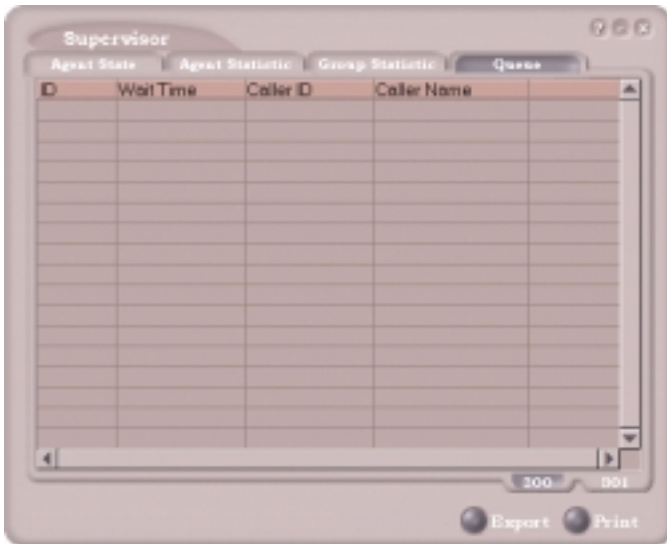 Supervisor
Agent State Agent Statistic Group Statistic Queue
ID Wait Time Caller ID Caller Name
300 301
Export Print